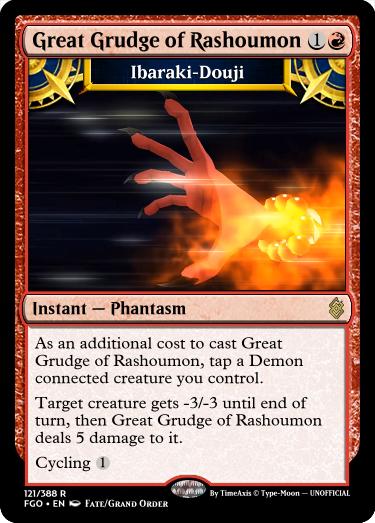 Great Grudge of Rashoumon 1
Ibaraki-Douji
Instant — Phantasm
As an additional cost to cast Great
Grudge of Rashoumon, tap a Demon
connected creature you control.
Target creature gets -3/-3 until end of
turn, then Great Grudge of Rashoumon
deals 5 damage to it.
Cycling 1
121/388 R
FGO • EN Fate/Grand Order
By TimeAxis © Type-Moon — UNOFFICIAL